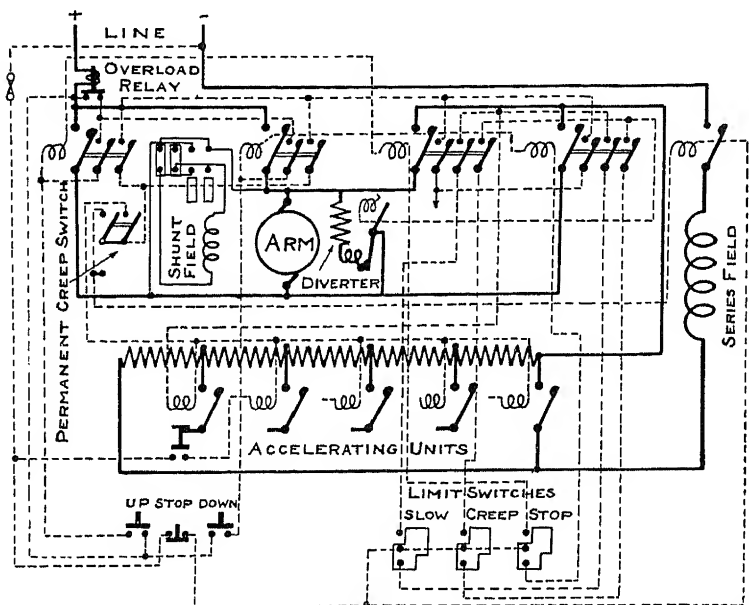 + -
LINE
OVERLOAD
RELAY
PERMANENT CREEP SWITCH
SHUNT
FIELD
ARM
DIVERTER
SERIES FIELD
ACCELERATING UNITS
UP STOP DOWN
LIMIT SWITCHES
SLOW CREEP STOP